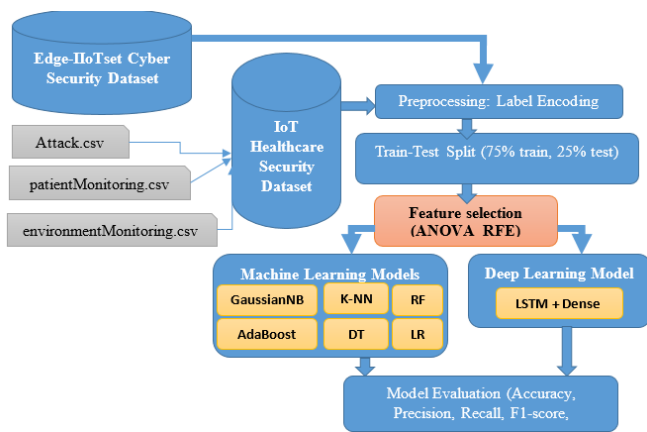 Edge-IIoTset Cyber
Security Dataset
IoT
Healthcare
Security
Dataset
Attack.csv
patientMonitoring.csv
environmentMonitoring.csv
Preprocessing: Label Encoding
Train-Test Split (75% train, 25% test)
Feature selection
(ANOVA RFE)
Machine Learning Models
GaussianNB
K-NN
RF
AdaBoost
DT
LR
Deep Learning Model
LSTM + Dense
Model Evaluation (Accuracy,
Precision, Recall, F1-score,